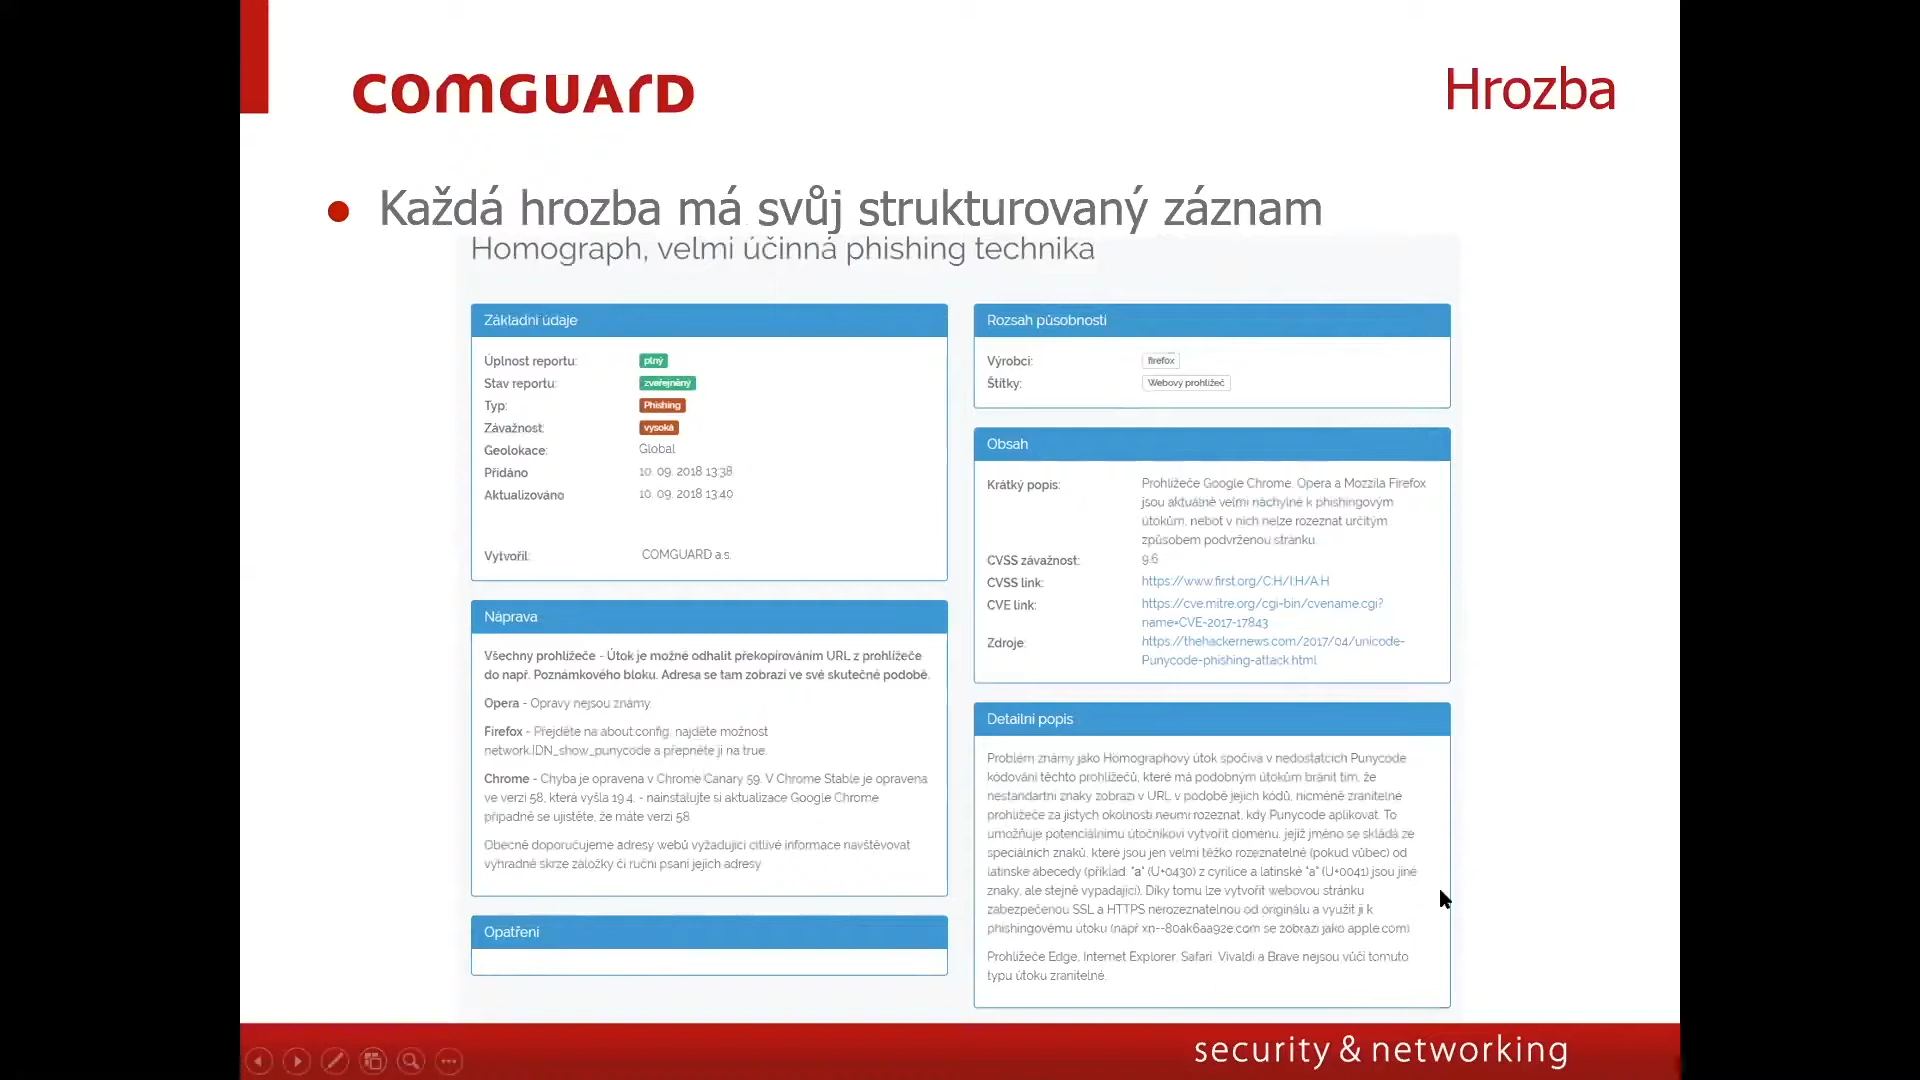 COMGUARD
Hrozba
Každá hrozba má svůj strukturovaný záznam
Homograph, velmi účinná phishing technika
Základní údaje
Úplnost reportu: plný
Stav reportu: zveřejněný
Typ: Phishing
Závažnost: vysoká
Geolokace: Global
Přidáno 10. 09. 2018 13:38
Aktualizováno 10. 09. 2018 13:40
Vytvořil: COMGUARD a.s.
Náprava
Všechny prohlížeče - Útok je možné odhalit překopírováním URL z prohlížeče
do např. Poznámkového bloku. Adresa se tam zobrazí ve své skutečné podobě.
Opera - Opravy nejsou známy.
Firefox - Přejděte na about:config, najděte možnost
network.IDN_show_punycode a přepněte ji na true.
Chrome - Chyba je opravena v Chrome Canary 59. V Chrome Stable je opravena
ve verzi 58, která vyšla 19.4. - nainstalujte si aktualizace Google Chrome
případně se ujistěte, že máte verzi 58
Obecně doporučujeme adresy webů vyžadující citlivé informace navštěvovat
výhradně skrze záložky či ruční psaní jejich adresy
Opatření
Rozsah působnosti
Výrobci: firefox
Štítky: Webový prohlížeč
Obsah
Krátký popis: Prohlížeče Google Chrome, Opera a Mozzila Firefox
jsou aktuálně velmi náchylné k phishingovým
útokům, neboť v nich nelze rozeznat určitým
způsobem podvrženou stránku.
CVSS závažnost: 9.6
CVSS link: https://www.first.org/C:H/I:H/A:H
CVE link: https://cve.mitre.org/cgi-bin/cvename.cgi?
name=CVE-2017-17843
Zdroje: https://thehackernews.com/2017/04/unicode-
Punycode-phishing-attack.html
Detailní popis
Problém známý jako Homographový útok spočívá v nedostatcích Punycode
kódování těchto prohlížečů, které má podobným útokům bránit tím, že
nestandartní znaky zobrazí v URL v podobě jejich kódů, nicméně zranitelné
prohlížeče za jistých okolností neumí rozeznat, kdy Punycode aplikovat. To
umožňuje potenciálnímu útočníkovi vytvořit doménu, jejíž jméno se skládá ze
speciálních znaků, které jsou jen velmi těžko rozeznatelné (pokud vůbec) od
latinské abecedy (příklad: "а" (U+0430) z cyrilice a latinské "a" (U+0041) jsou jiné
znaky, ale stejně vypadající). Díky tomu lze vytvořit webovou stránku
zabezpečenou SSL a HTTPS nerozeznatelnou od originálu a využít ji k
phishingovému útoku (např xn--80ak6aa92e.com se zobrazí jako apple.com)
Prohlížeče Edge, Internet Explorer, Safari, Vivaldi a Brave nejsou vůči tomuto
typu útoku zranitelné.
security & networking